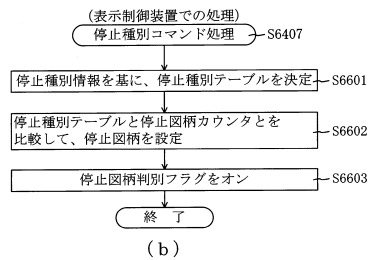 (表示制御装置での処理)
停止種別コマンド処理 S6407
停止種別情報を基に、停止種別テーブルを決定 S6601
停止種別テーブルと停止図柄カウンタとを
比較して、停止図柄を設定 S6602
停止図柄判別フラグをオン S6603
終 了
(b)